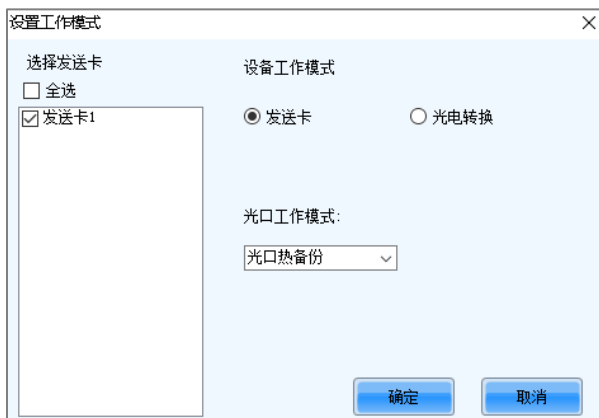 设置工作模式
选择发送卡
全选
发送卡1
设备工作模式
发送卡
光电转换
光口工作模式:
光口热备份
确定
取消